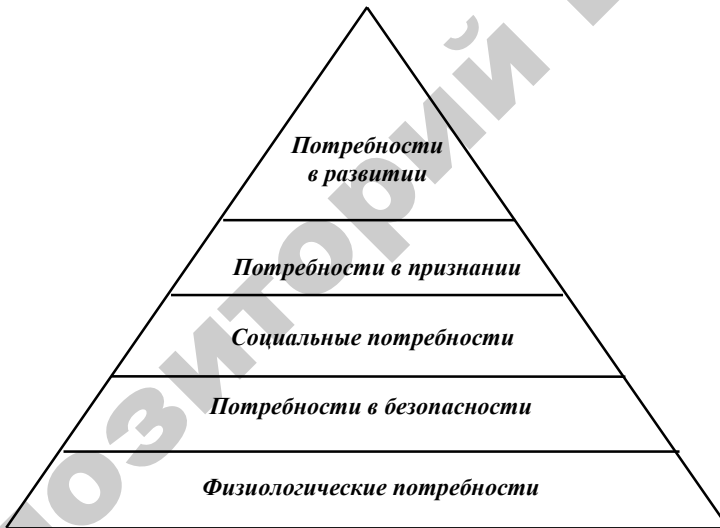 Потребности
в развитии
Потребности в признании
Социальные потребности
Потребности в безопасности
Физиологические потребности